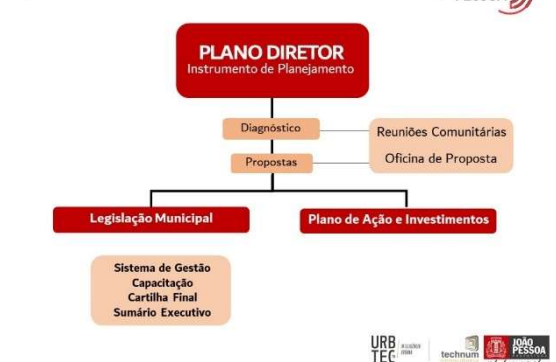 PLANO DIRETOR
Instrumento de Planejamento
Diagnóstico
Reuniões Comunitárias
Propostas
Oficina de Proposta
Legislação Municipal
Plano de Ação e Investimentos
Sistema de Gestão
Capacitação
Cartilha Final
Sumário Executivo
URB
TEC
technum
JOÃO
PESSOA